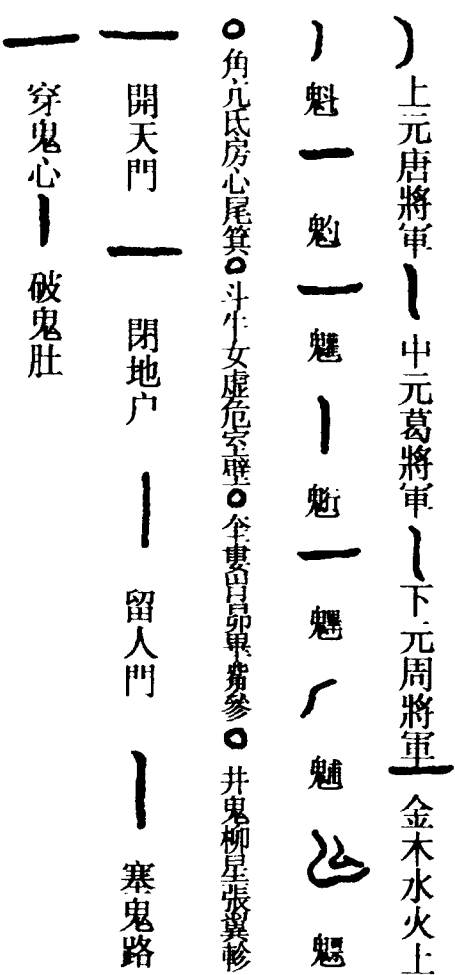 上元唐將軍 中元葛將軍 下元周將軍 金木水火土
魁 𩲃 魓 魒
○角亢氐房心尾箕○斗牛女虛危室壁○奎婁胃昴畢觜參○井鬼柳星張翼軫
開天門 閉地户 留人門 塞鬼路
穿鬼心 破鬼肚